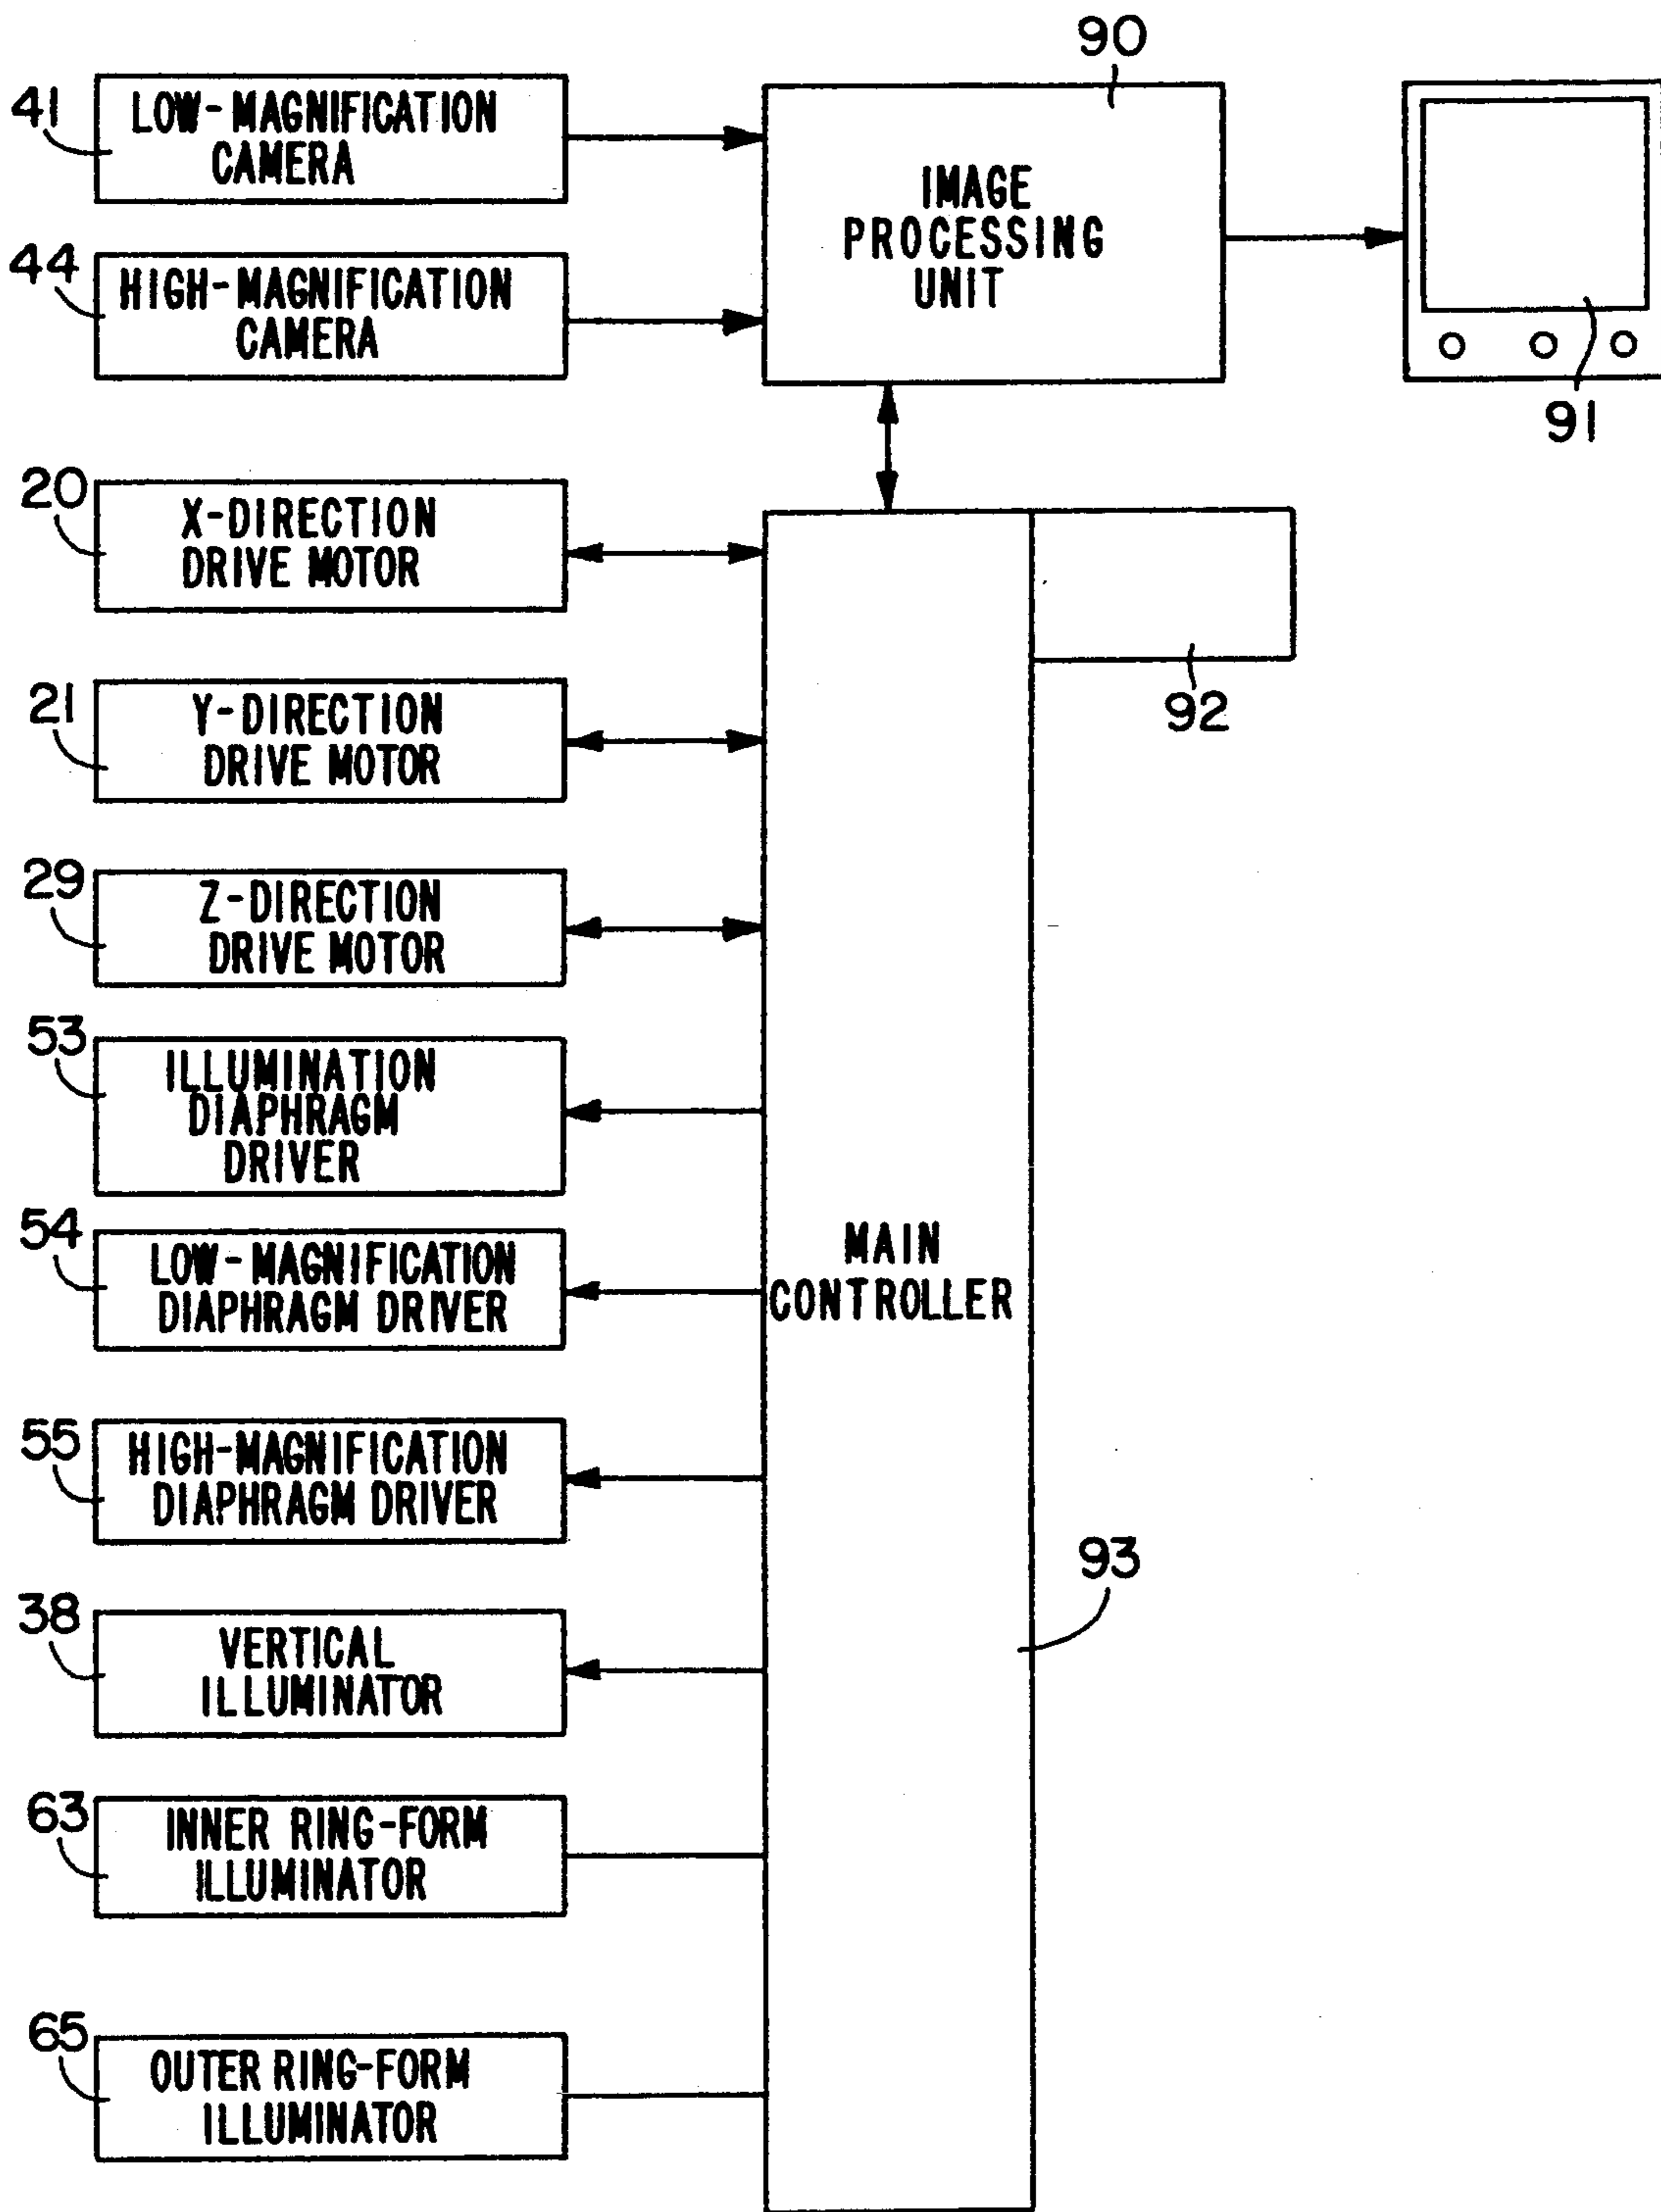 90
41
LOW-MAGNIFICATION
CAMERA
IMAGE
PROCESSING
UNIT
44
HIGH-MAGNIFICATION
CAMERA
91
20
X-DIRECTION
DRIVE MOTOR
92
21
Y-DIRECTION
DRIVE MOTOR
29
Z-DIRECTION
DRIVE MOTOR
53
ILLUMINATION
DIAPHRAGM
DRIVER
54
LOW-MAGNIFICATION
DIAPHRAGM DRIVER
MAIN
CONTROLLER
55
HIGH-MAGNIFICATION
DIAPHRAGM DRIVER
93
38
VERTICAL
ILLUMINATOR
63
INNER RING-FORM
ILLUMINATOR
65
OUTER RING-FORM
ILLUMINATOR